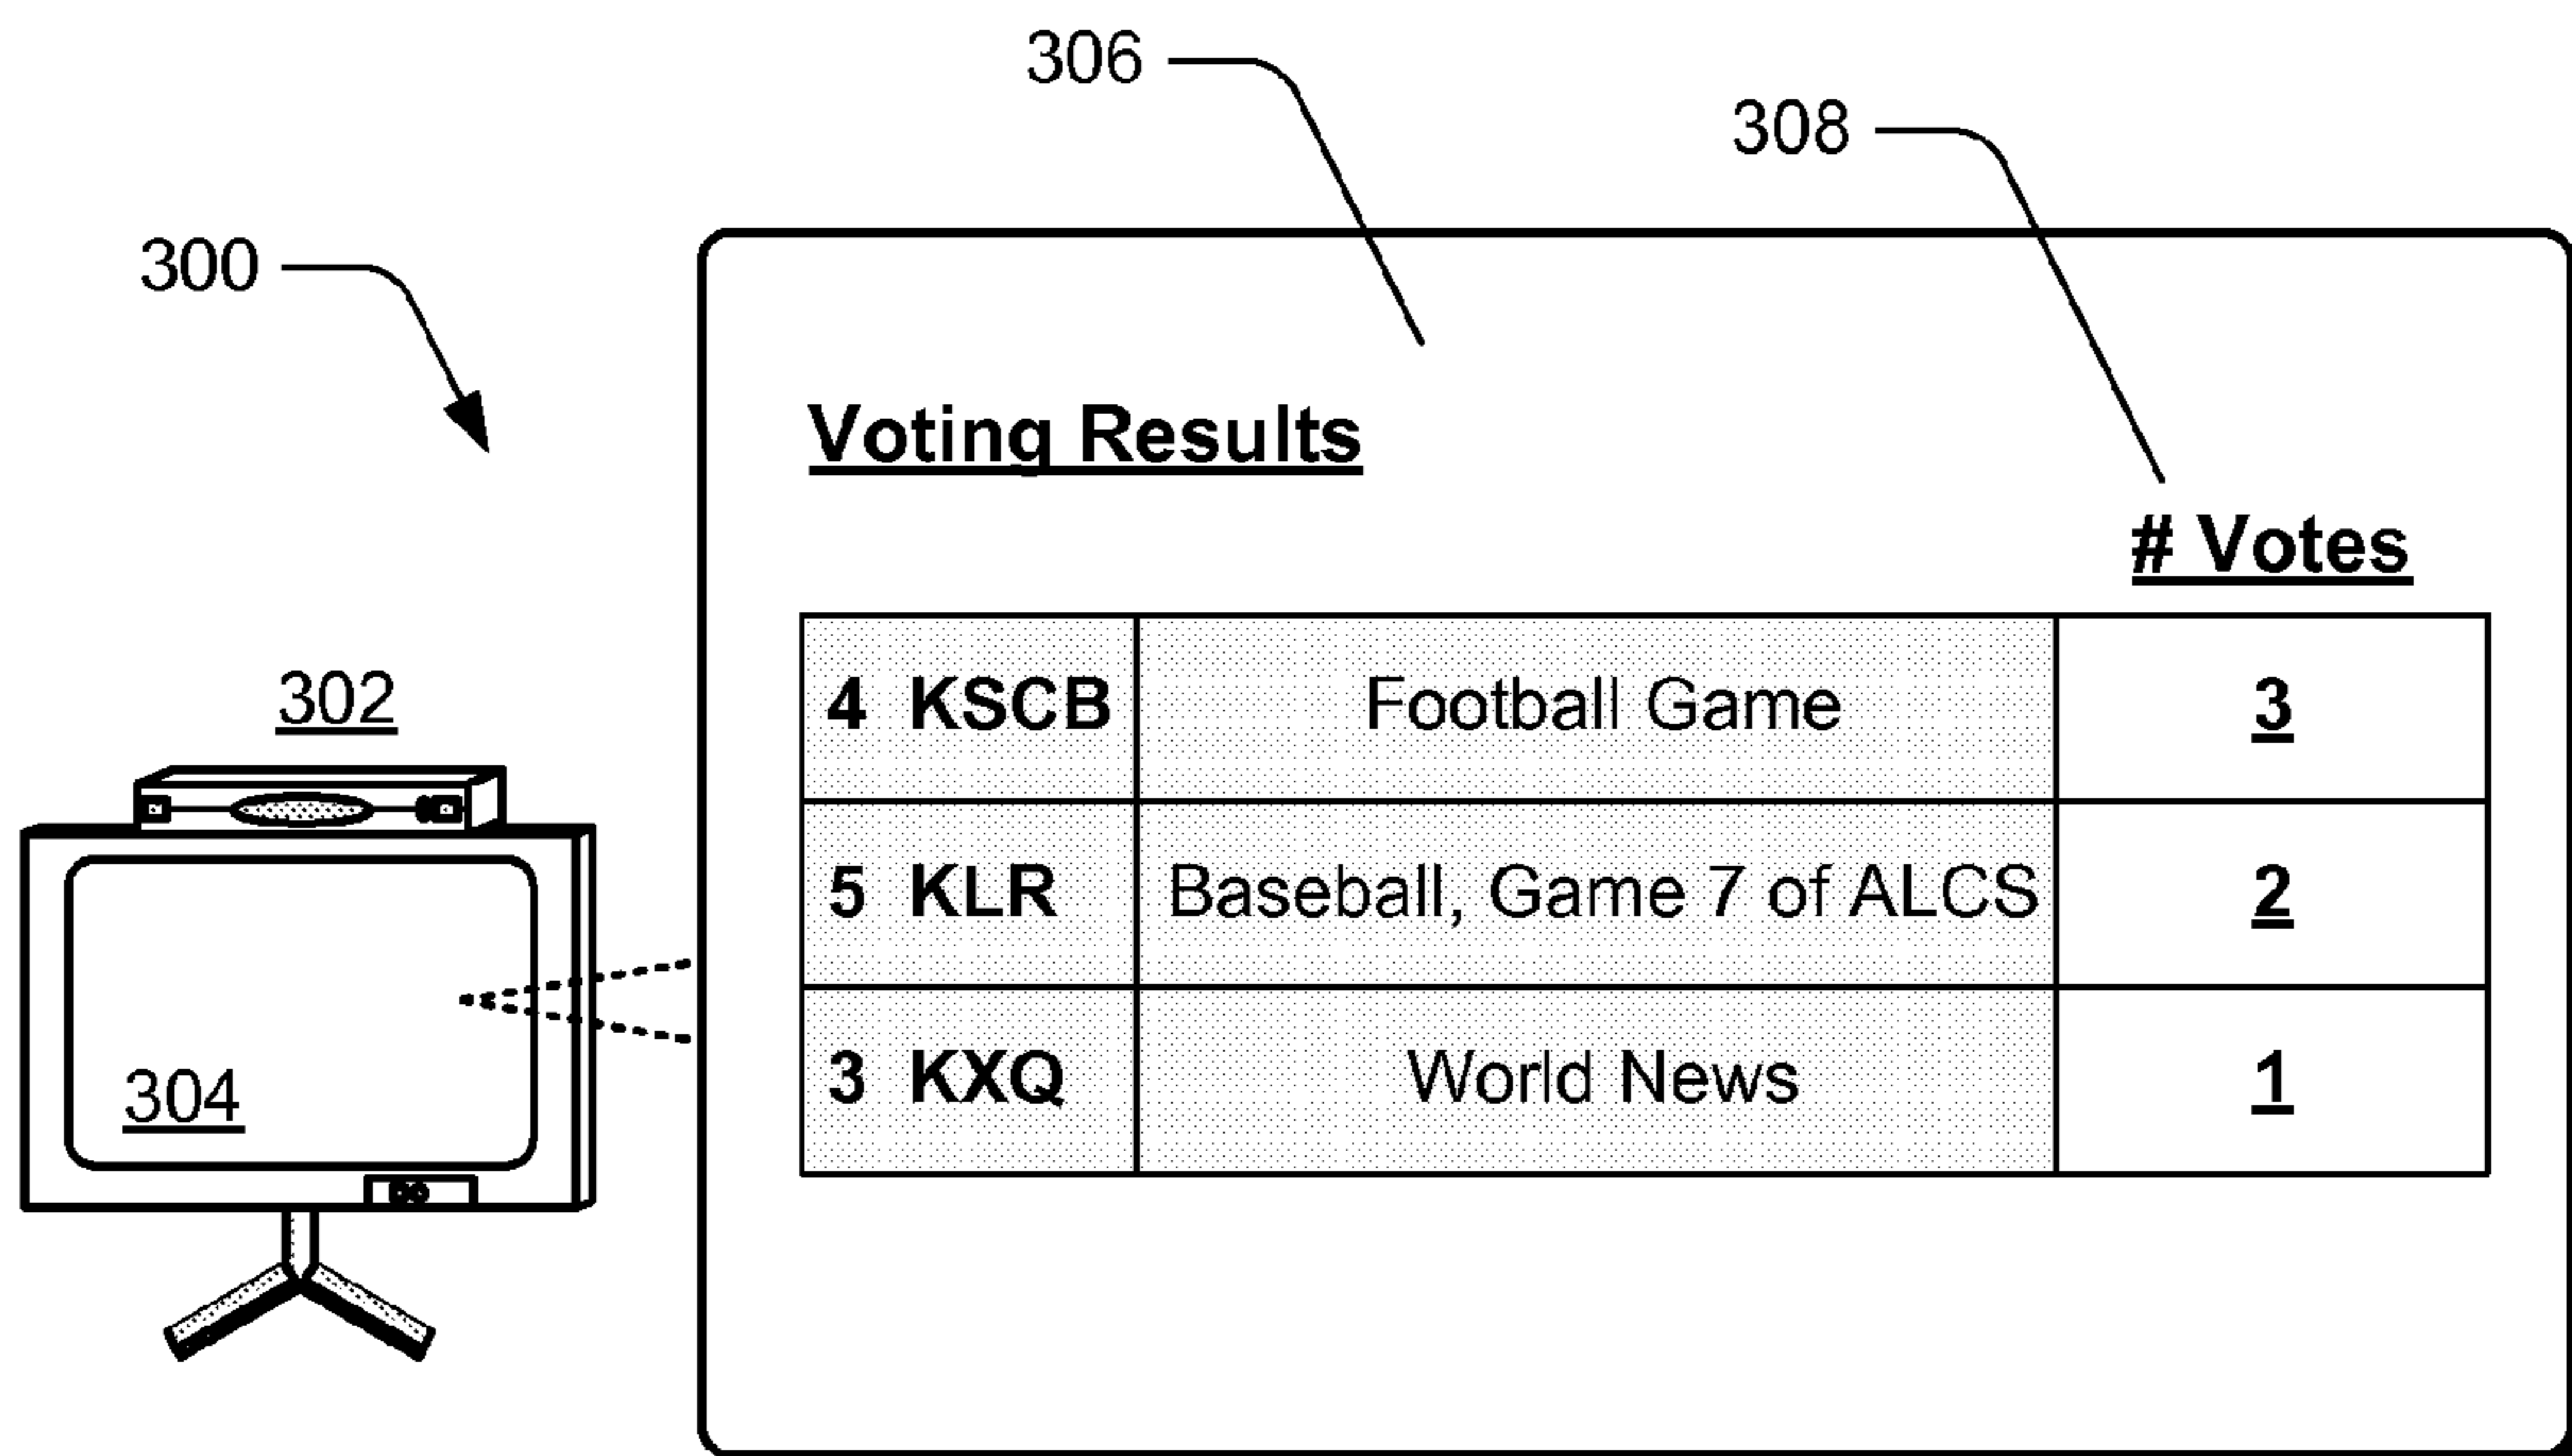 306
308
300
Voting Results
# Votes
302
4 KSCB Football Game 3
5 KLR Baseball, Game 7 of ALCS 2
3 KXQ World News 1
304